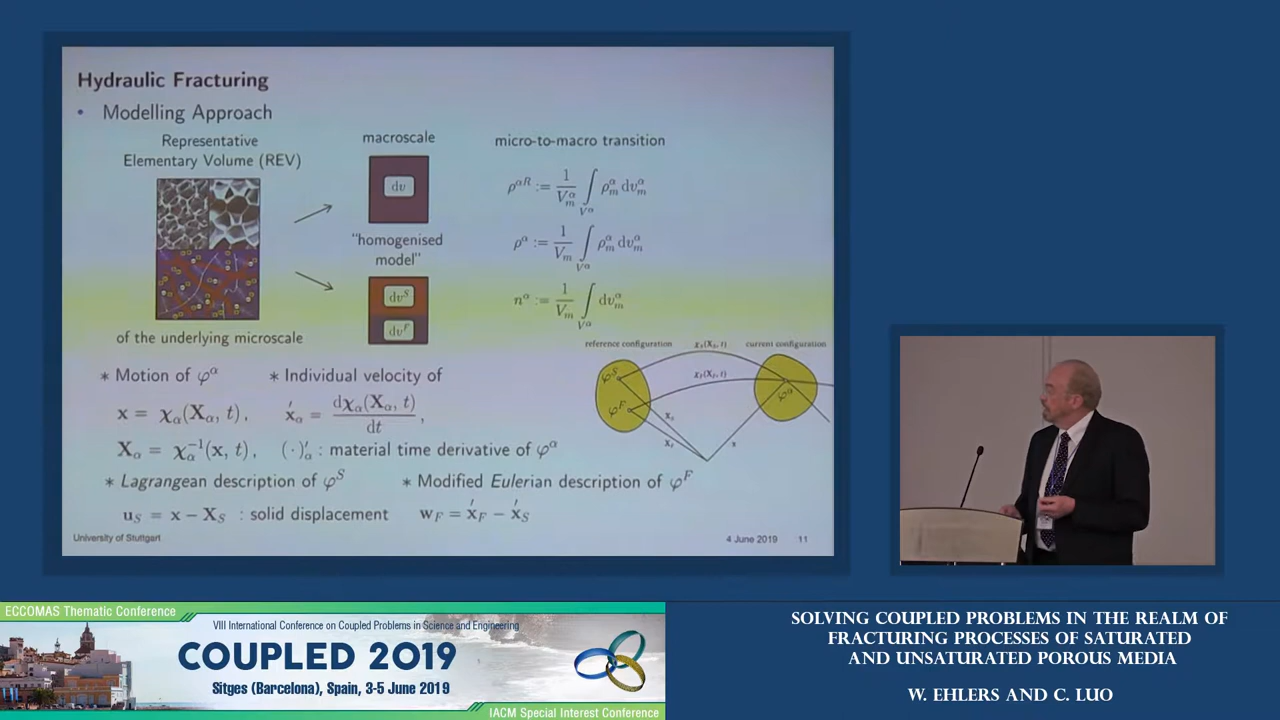 Hydraulic Fracturing
• Modelling Approach
Representative
Elementary Volume (REV)
macroscale
micro-to-macro transition
dv
ρ^{αR} := 1/V_m^α ∫_{V^α} ρ_m^α dv_m^α
"homogenised
model"
ρ^α := 1/V_m ∫_{V^α} ρ_m^α dv_m^α
dv^S
dv^F
n^α := 1/V_m ∫_{V^α} dv_m^α
of the underlying microscale
reference configuration
χ_S(X_S, t)
current configuration
χ_F(X_F, t)
φ^S
φ^F
φ^α
X_S
X_F
x
* Motion of φ^α
* Individual velocity of
x = χ_α(X_α, t),
x′_α = dχ_α(X_α, t)/dt,
X_α = χ_α^{-1}(x, t),
(·)′_α : material time derivative of φ^α
* Lagrangean description of φ^S
* Modified Eulerian description of φ^F
u_S = x − X_S : solid displacement
w_F = x′_F − x′_S
University of Stuttgart
4 June 2019 11
ECCOMAS Thematic Conference
VIII International Conference on Coupled Problems in Science and Engineering
COUPLED 2019
Sitges (Barcelona), Spain, 3-5 June 2019
IACM Special Interest Conference
SOLVING COUPLED PROBLEMS IN THE REALM OF
FRACTURING PROCESSES OF SATURATED
AND UNSATURATED POROUS MEDIA
W. EHLERS AND C. LUO